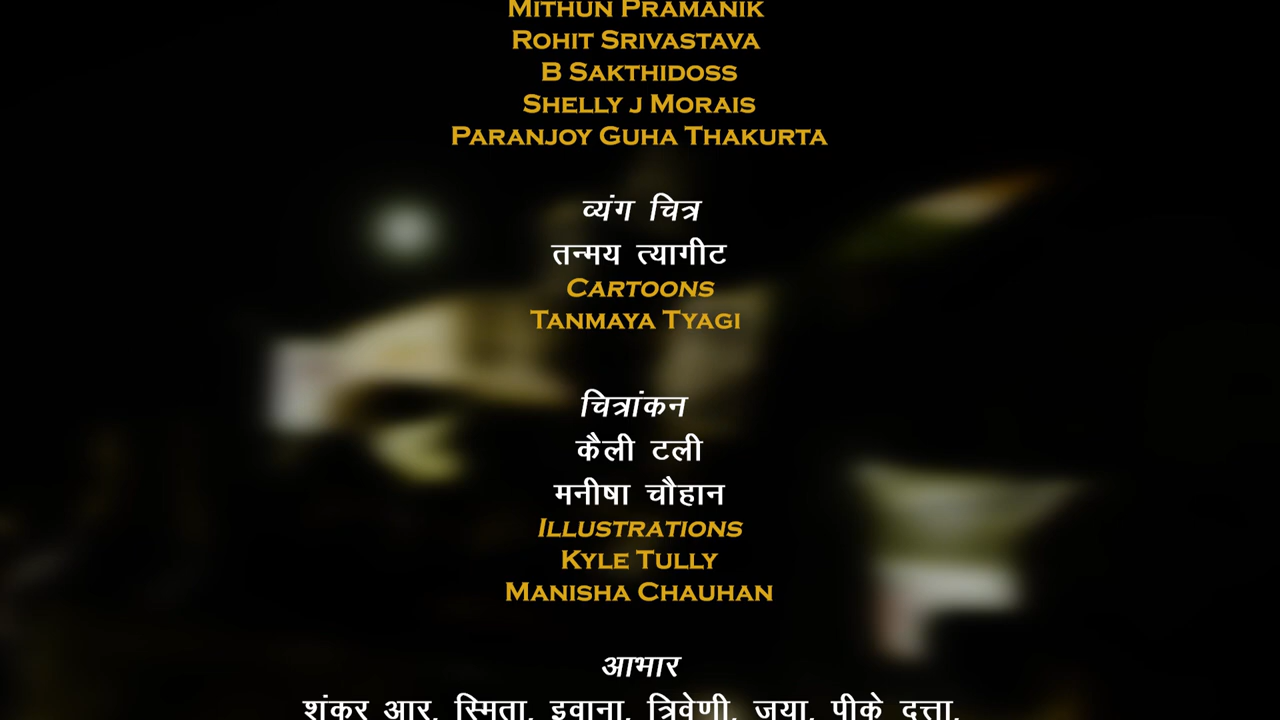 MITHUN PRAMANIK
ROHIT SRIVASTAVA
B SAKTHIDOSS
SHELLY J MORAIS
PARANJOY GUHA THAKURTA
व्यंग चित्र
तन्मय त्यागीट
CARTOONS
TANMAYA TYAGI
चित्रांकन
कैली टली
मनीषा चौहान
ILLUSTRATIONS
KYLE TULLY
MANISHA CHAUHAN
आभार
शंकर आर, स्मिता, इवाना, त्रिवेणी, जया, पीके दत्ता,